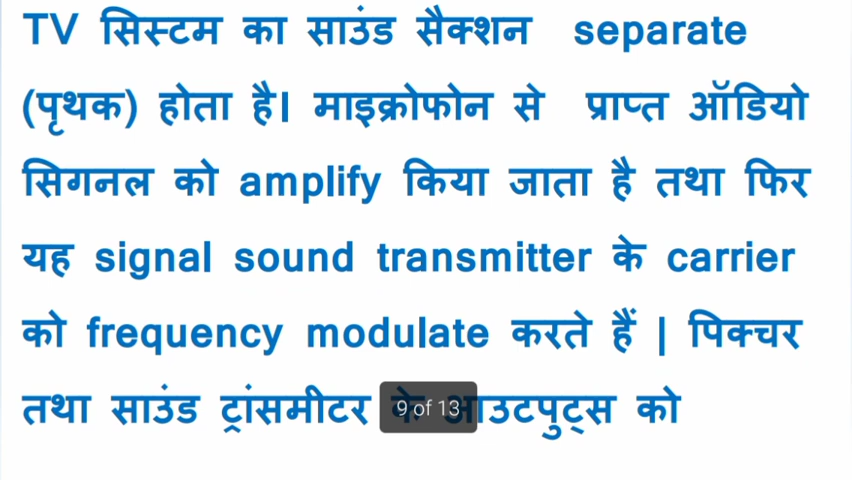 TV सिस्टम का साउंड सैक्शन separate
(पृथक) होता है। माइक्रोफोन से प्राप्त ऑडियो
सिगनल को amplify किया जाता है तथा फिर
यह signal sound transmitter के carrier
को frequency modulate करते हैं | पिक्चर
तथा साउंड ट्रांसमीटर के आउटपुट्स को
9 of 13